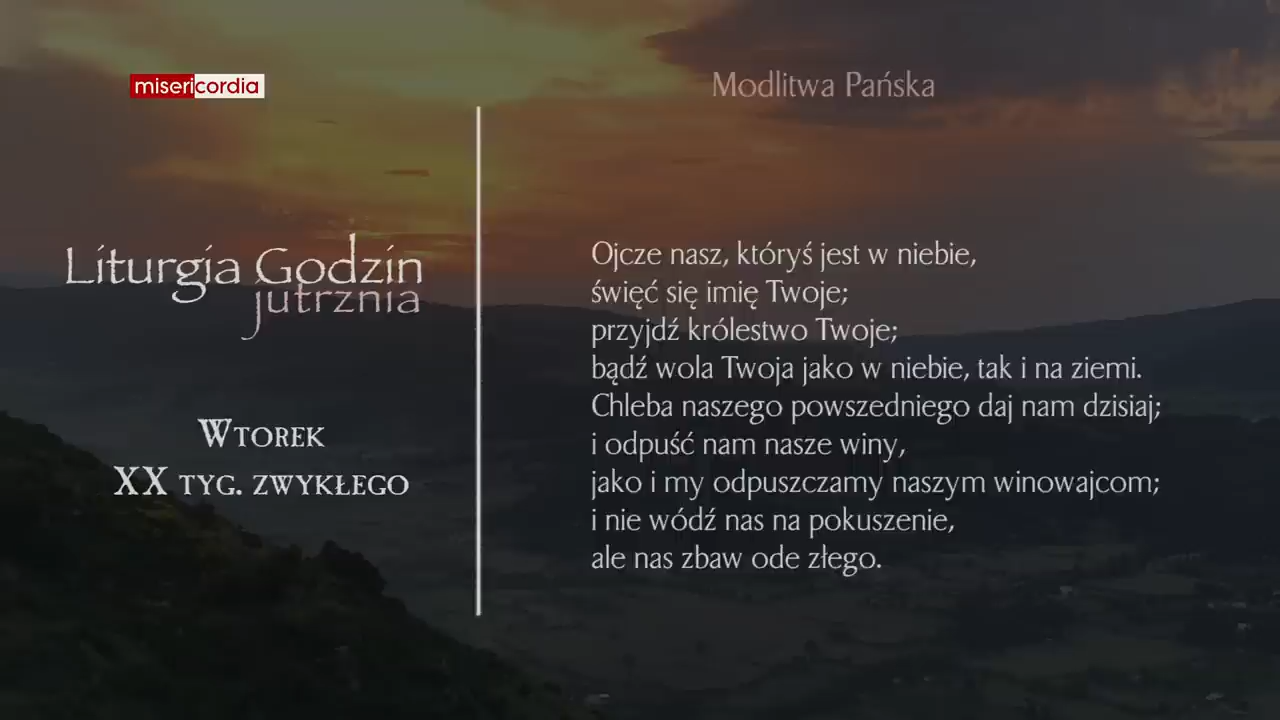 misericordia
Modlitwa Pańska
Liturgia Godzin
jutrznia
Wtorek
XX tyg. zwykłego
Ojcze nasz, któryś jest w niebie,
święć się imię Twoje;
przyjdź królestwo Twoje;
bądź wola Twoja jako w niebie, tak i na ziemi.
Chleba naszego powszedniego daj nam dzisiaj;
i odpuść nam nasze winy,
jako i my odpuszczamy naszym winowajcom;
i nie wódź nas na pokuszenie,
ale nas zbaw ode złego.